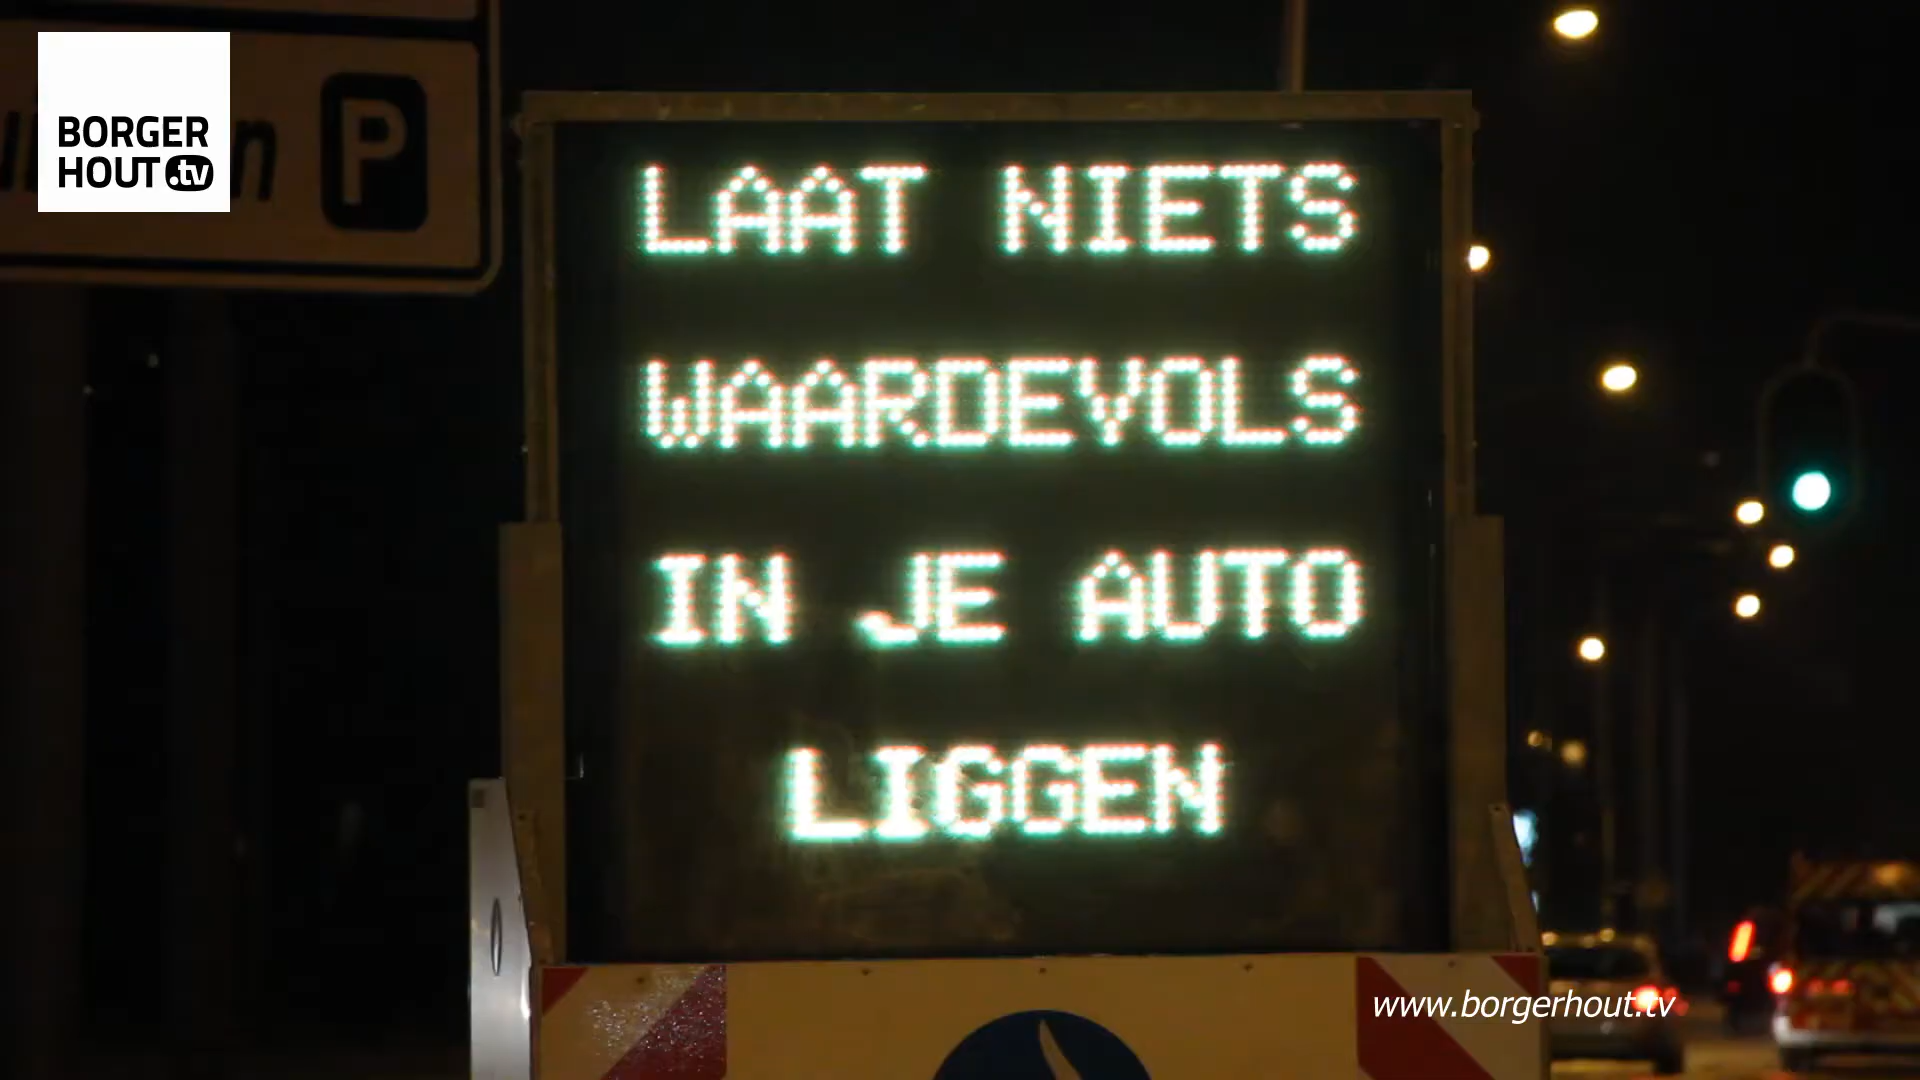 BORGER
HOUT.tv
P
LAAT NIETS
WAARDEVOLS
IN JE AUTO
LIGGEN
www.borgerhout.tv